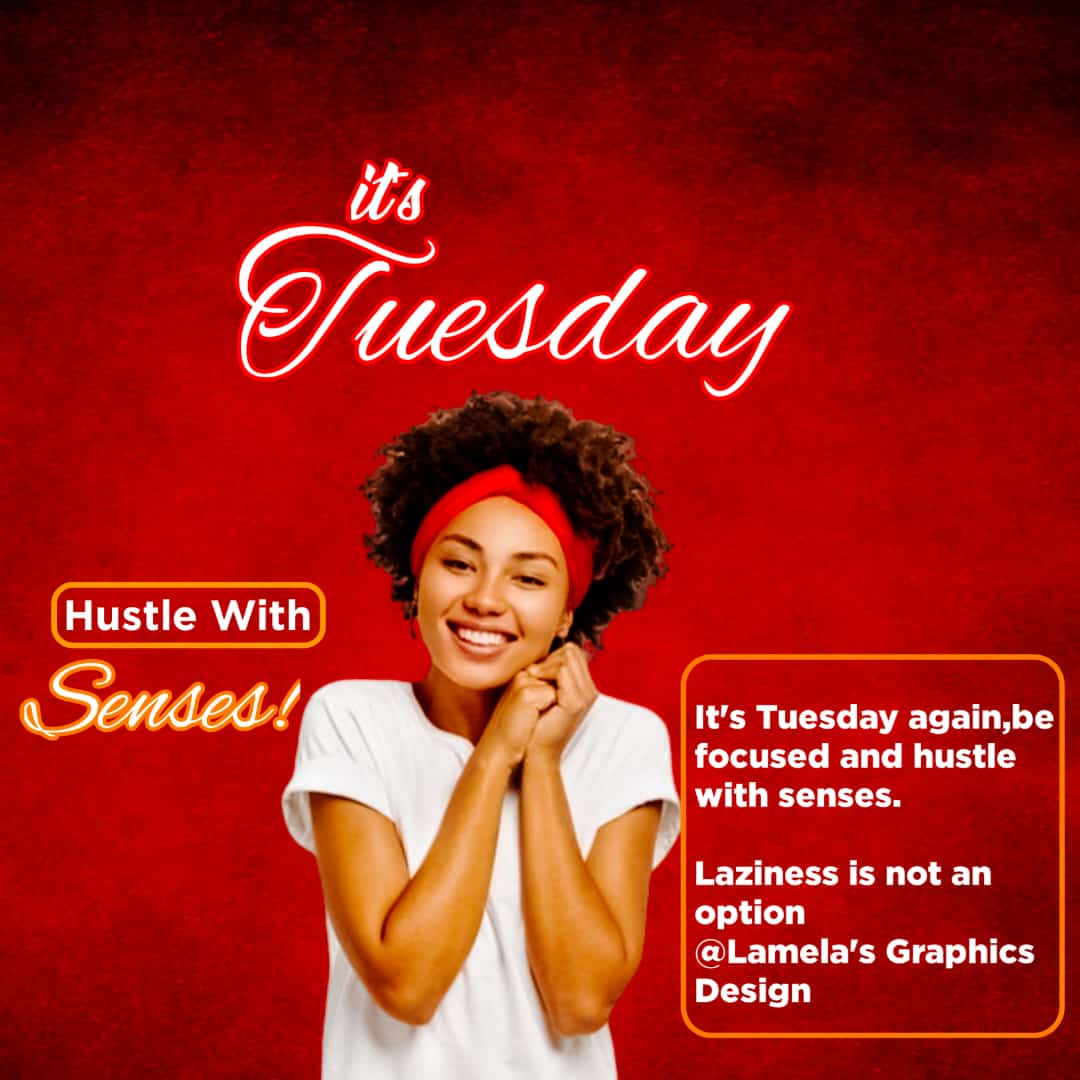 it's
Tuesday
Hustle With
Senses!
It's Tuesday again,be
focused and hustle
with senses.
Laziness is not an
option
@Lamela's Graphics
Design